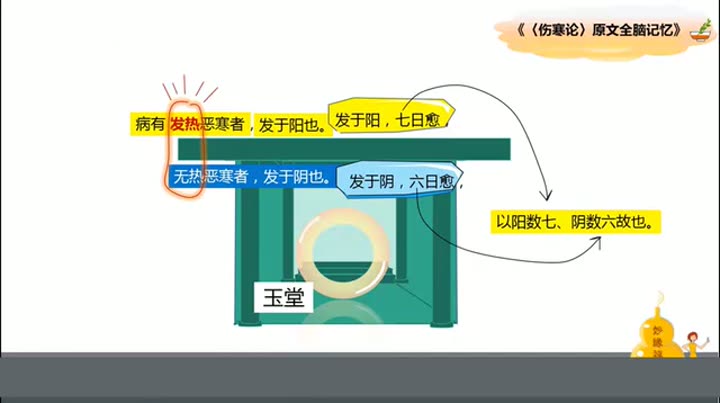 《〈伤寒论〉原文全脑记忆》
病有发热恶寒者，发于阳也。发于阳，七日愈，
无热恶寒者，发于阴也。发于阴，六日愈，
以阳数七、阴数六故也。
玉堂